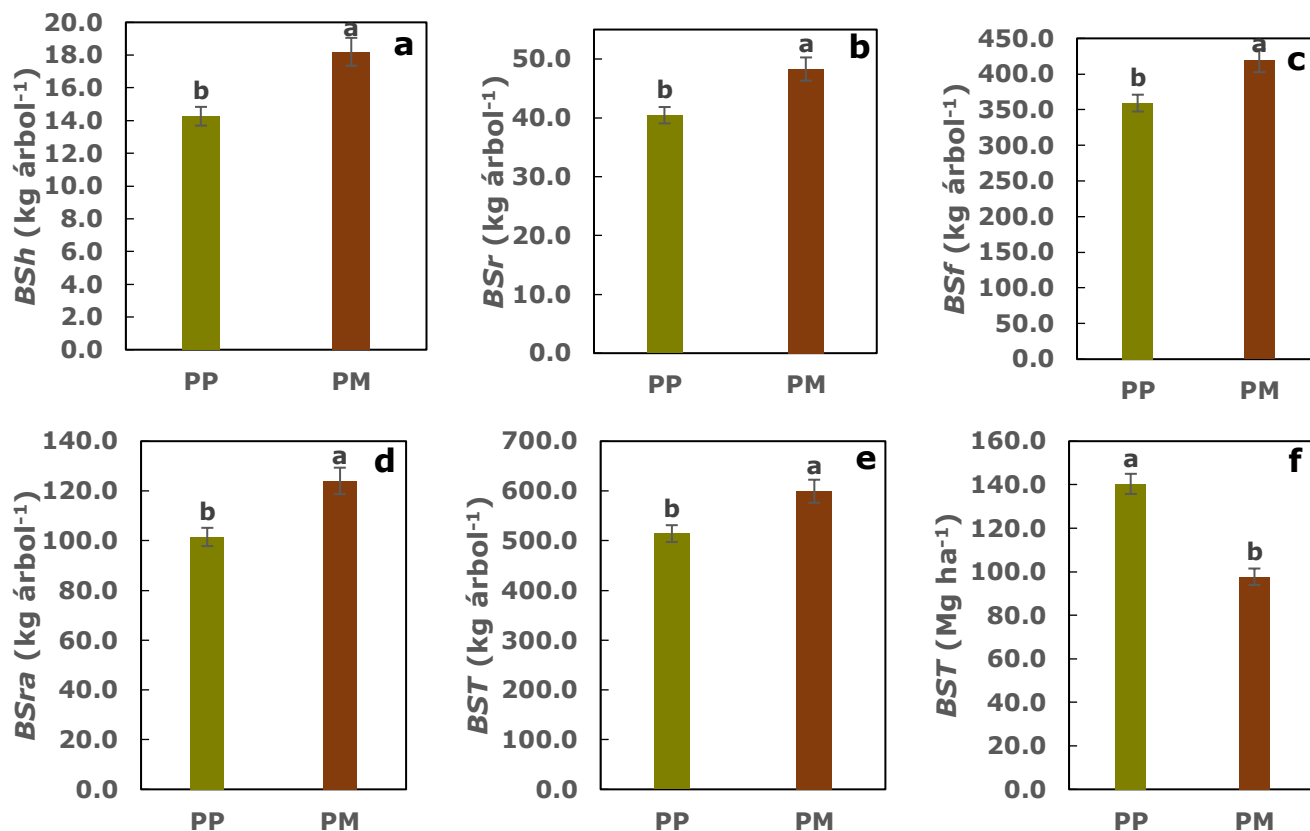 BSh (kg árbol-1)
20.0
18.0
16.0
14.0
12.0
10.0
8.0
6.0
4.0
2.0
0.0
b
a
a
PP PM
BSr (kg árbol-1)
50.0
40.0
30.0
20.0
10.0
0.0
b
a
b
PP PM
BSf (kg árbol-1)
450.0
400.0
350.0
300.0
250.0
200.0
150.0
100.0
50.0
0.0
b
a
c
PP PM
BSra (kg árbol-1)
140.0
120.0
100.0
80.0
60.0
40.0
20.0
0.0
b
a
d
PP PM
BST (kg árbol-1)
700.0
600.0
500.0
400.0
300.0
200.0
100.0
0.0
b
a
e
PP PM
BST (Mg ha-1)
160.0
140.0
120.0
100.0
80.0
60.0
40.0
20.0
0.0
a
b
f
PP PM